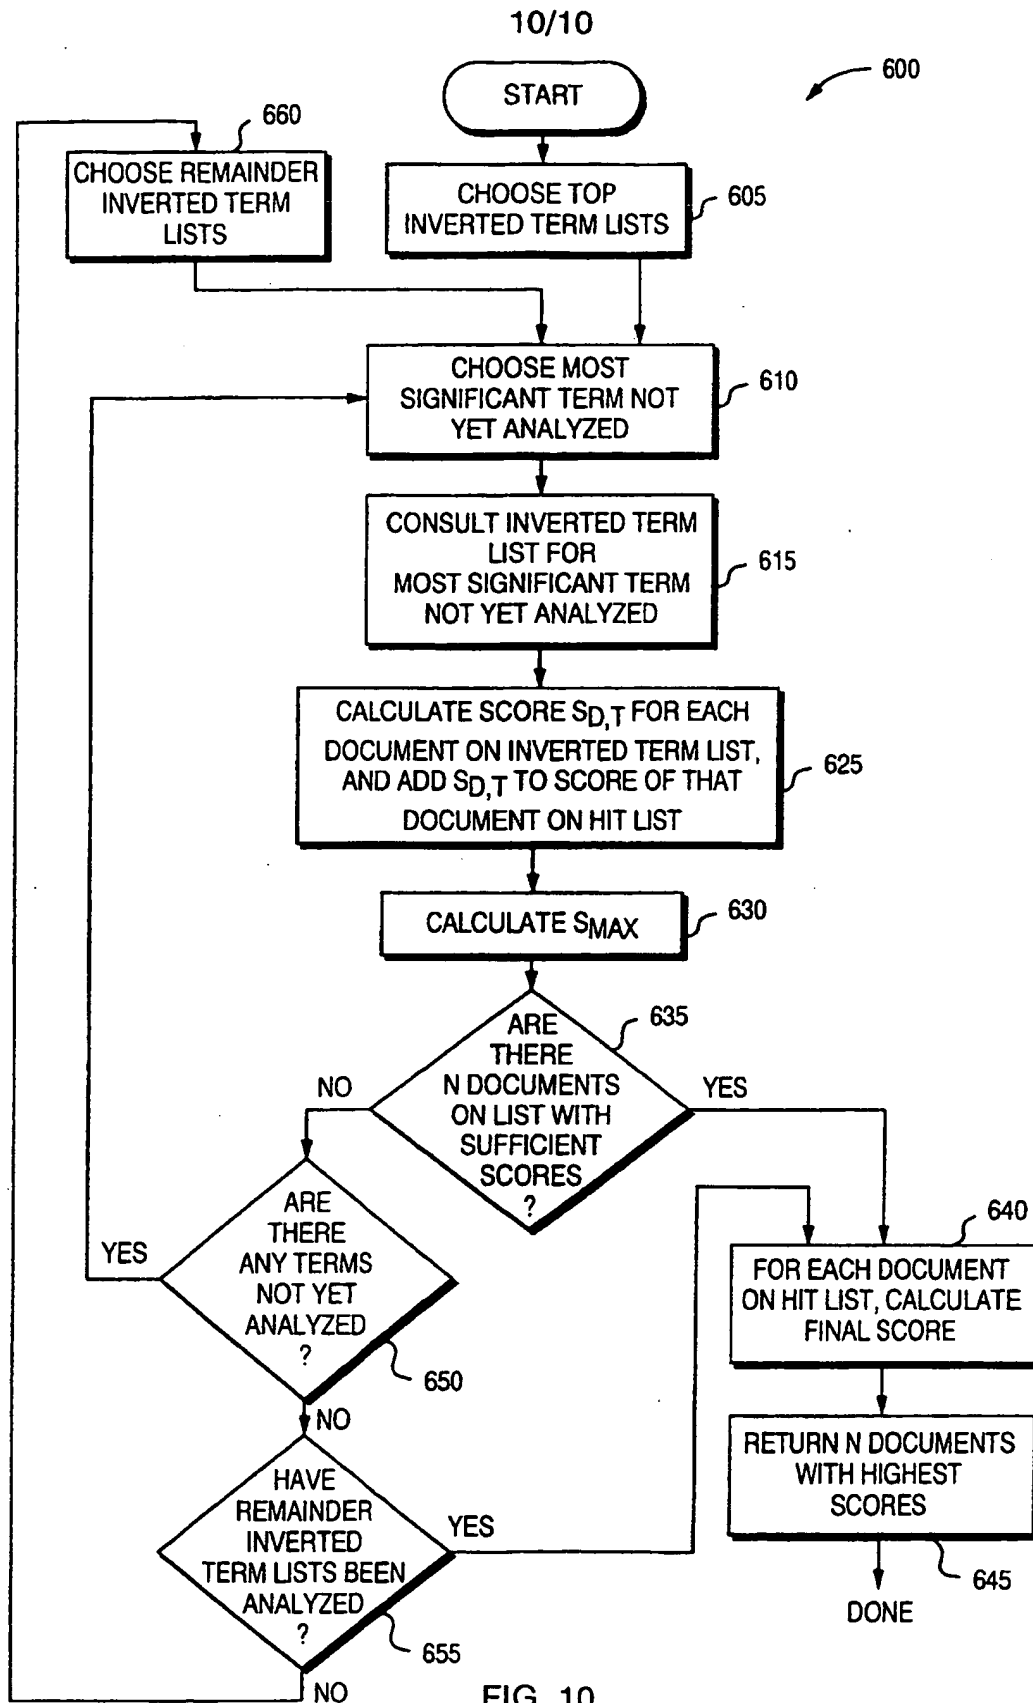 10/10
START
600
660
CHOOSE REMAINDER
INVERTED TERM
LISTS
CHOOSE TOP
INVERTED TERM LISTS
605
CHOOSE MOST
SIGNIFICANT TERM NOT
YET ANALYZED
610
CONSULT INVERTED TERM
LIST FOR
MOST SIGNIFICANT TERM
NOT YET ANALYZED
615
CALCULATE SCORE SD,T FOR EACH
DOCUMENT ON INVERTED TERM LIST,
AND ADD SD,T TO SCORE OF THAT
DOCUMENT ON HIT LIST
625
CALCULATE SMAX
630
ARE
THERE
N DOCUMENTS
ON LIST WITH
SUFFICIENT
SCORES
?
635
NO
YES
ARE
THERE
ANY TERMS
NOT YET
ANALYZED
?
YES
650
NO
640
FOR EACH DOCUMENT
ON HIT LIST, CALCULATE
FINAL SCORE
RETURN N DOCUMENTS
WITH HIGHEST
SCORES
645
DONE
HAVE
REMAINDER
INVERTED
TERM LISTS BEEN
ANALYZED
?
YES
655
NO
FIG. 10